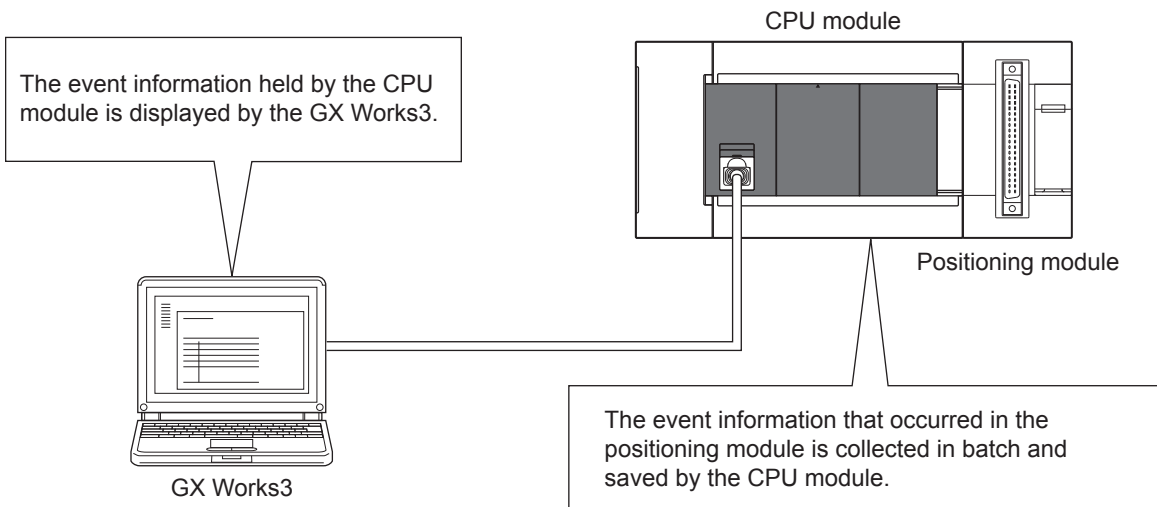 CPU module
The event information held by the CPU
module is displayed by the GX Works3.
Positioning module
The event information that occurred in the
positioning module is collected in batch and
saved by the CPU module.
GX Works3